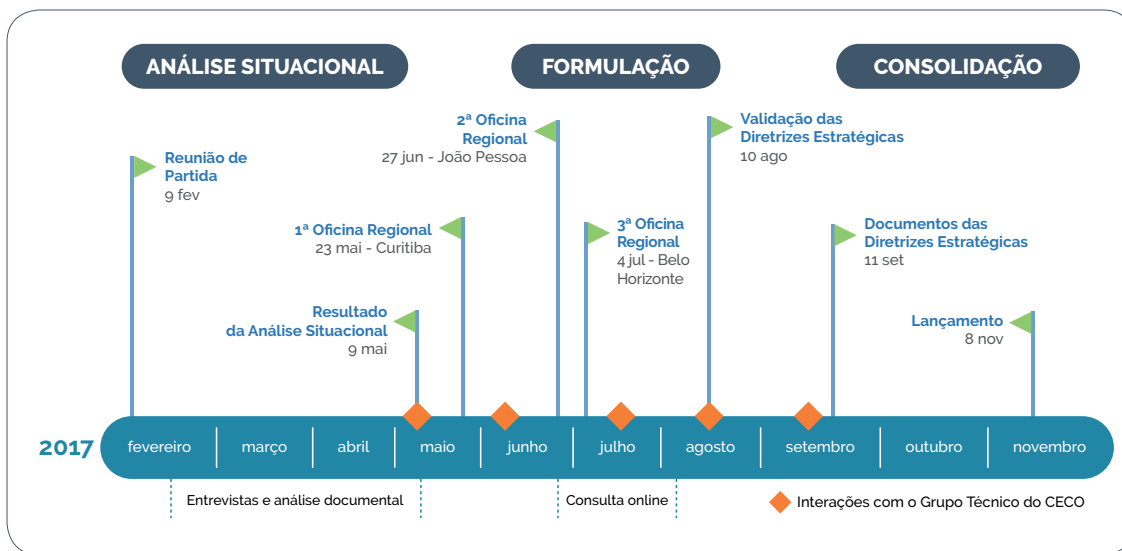 ANÁLISE SITUACIONAL
FORMULAÇÃO
CONSOLIDAÇÃO
Reunião de
Partida
9 fev
1ª Oficina Regional
23 mai - Curitiba
Resultado
da Análise Situacional
9 mai
2ª Oficina
Regional
27 jun - João Pessoa
3ª Oficina
Regional
4 jul - Belo
Horizonte
Validação das
Diretrizes Estratégicas
10 ago
Documentos das
Diretrizes Estratégicas
11 set
Lançamento
8 nov
2017
fevereiro
março
abril
maio
junho
julho
agosto
setembro
outubro
novembro
Entrevistas e análise documental
Consulta online
Interações com o Grupo Técnico do CECO